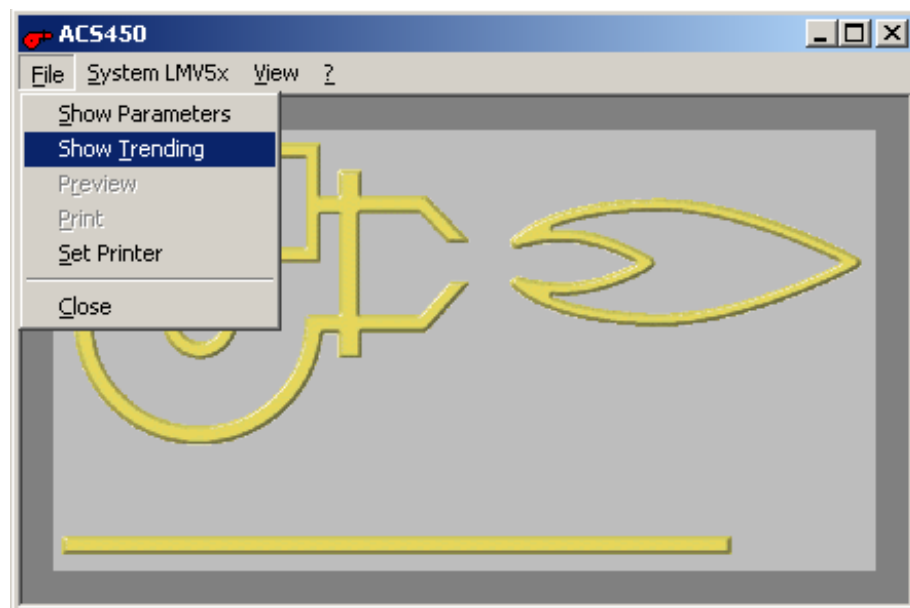 ACS450
File System LMV5x View ?
Show Parameters
Show Trending
Preview
Print
Set Printer
Close